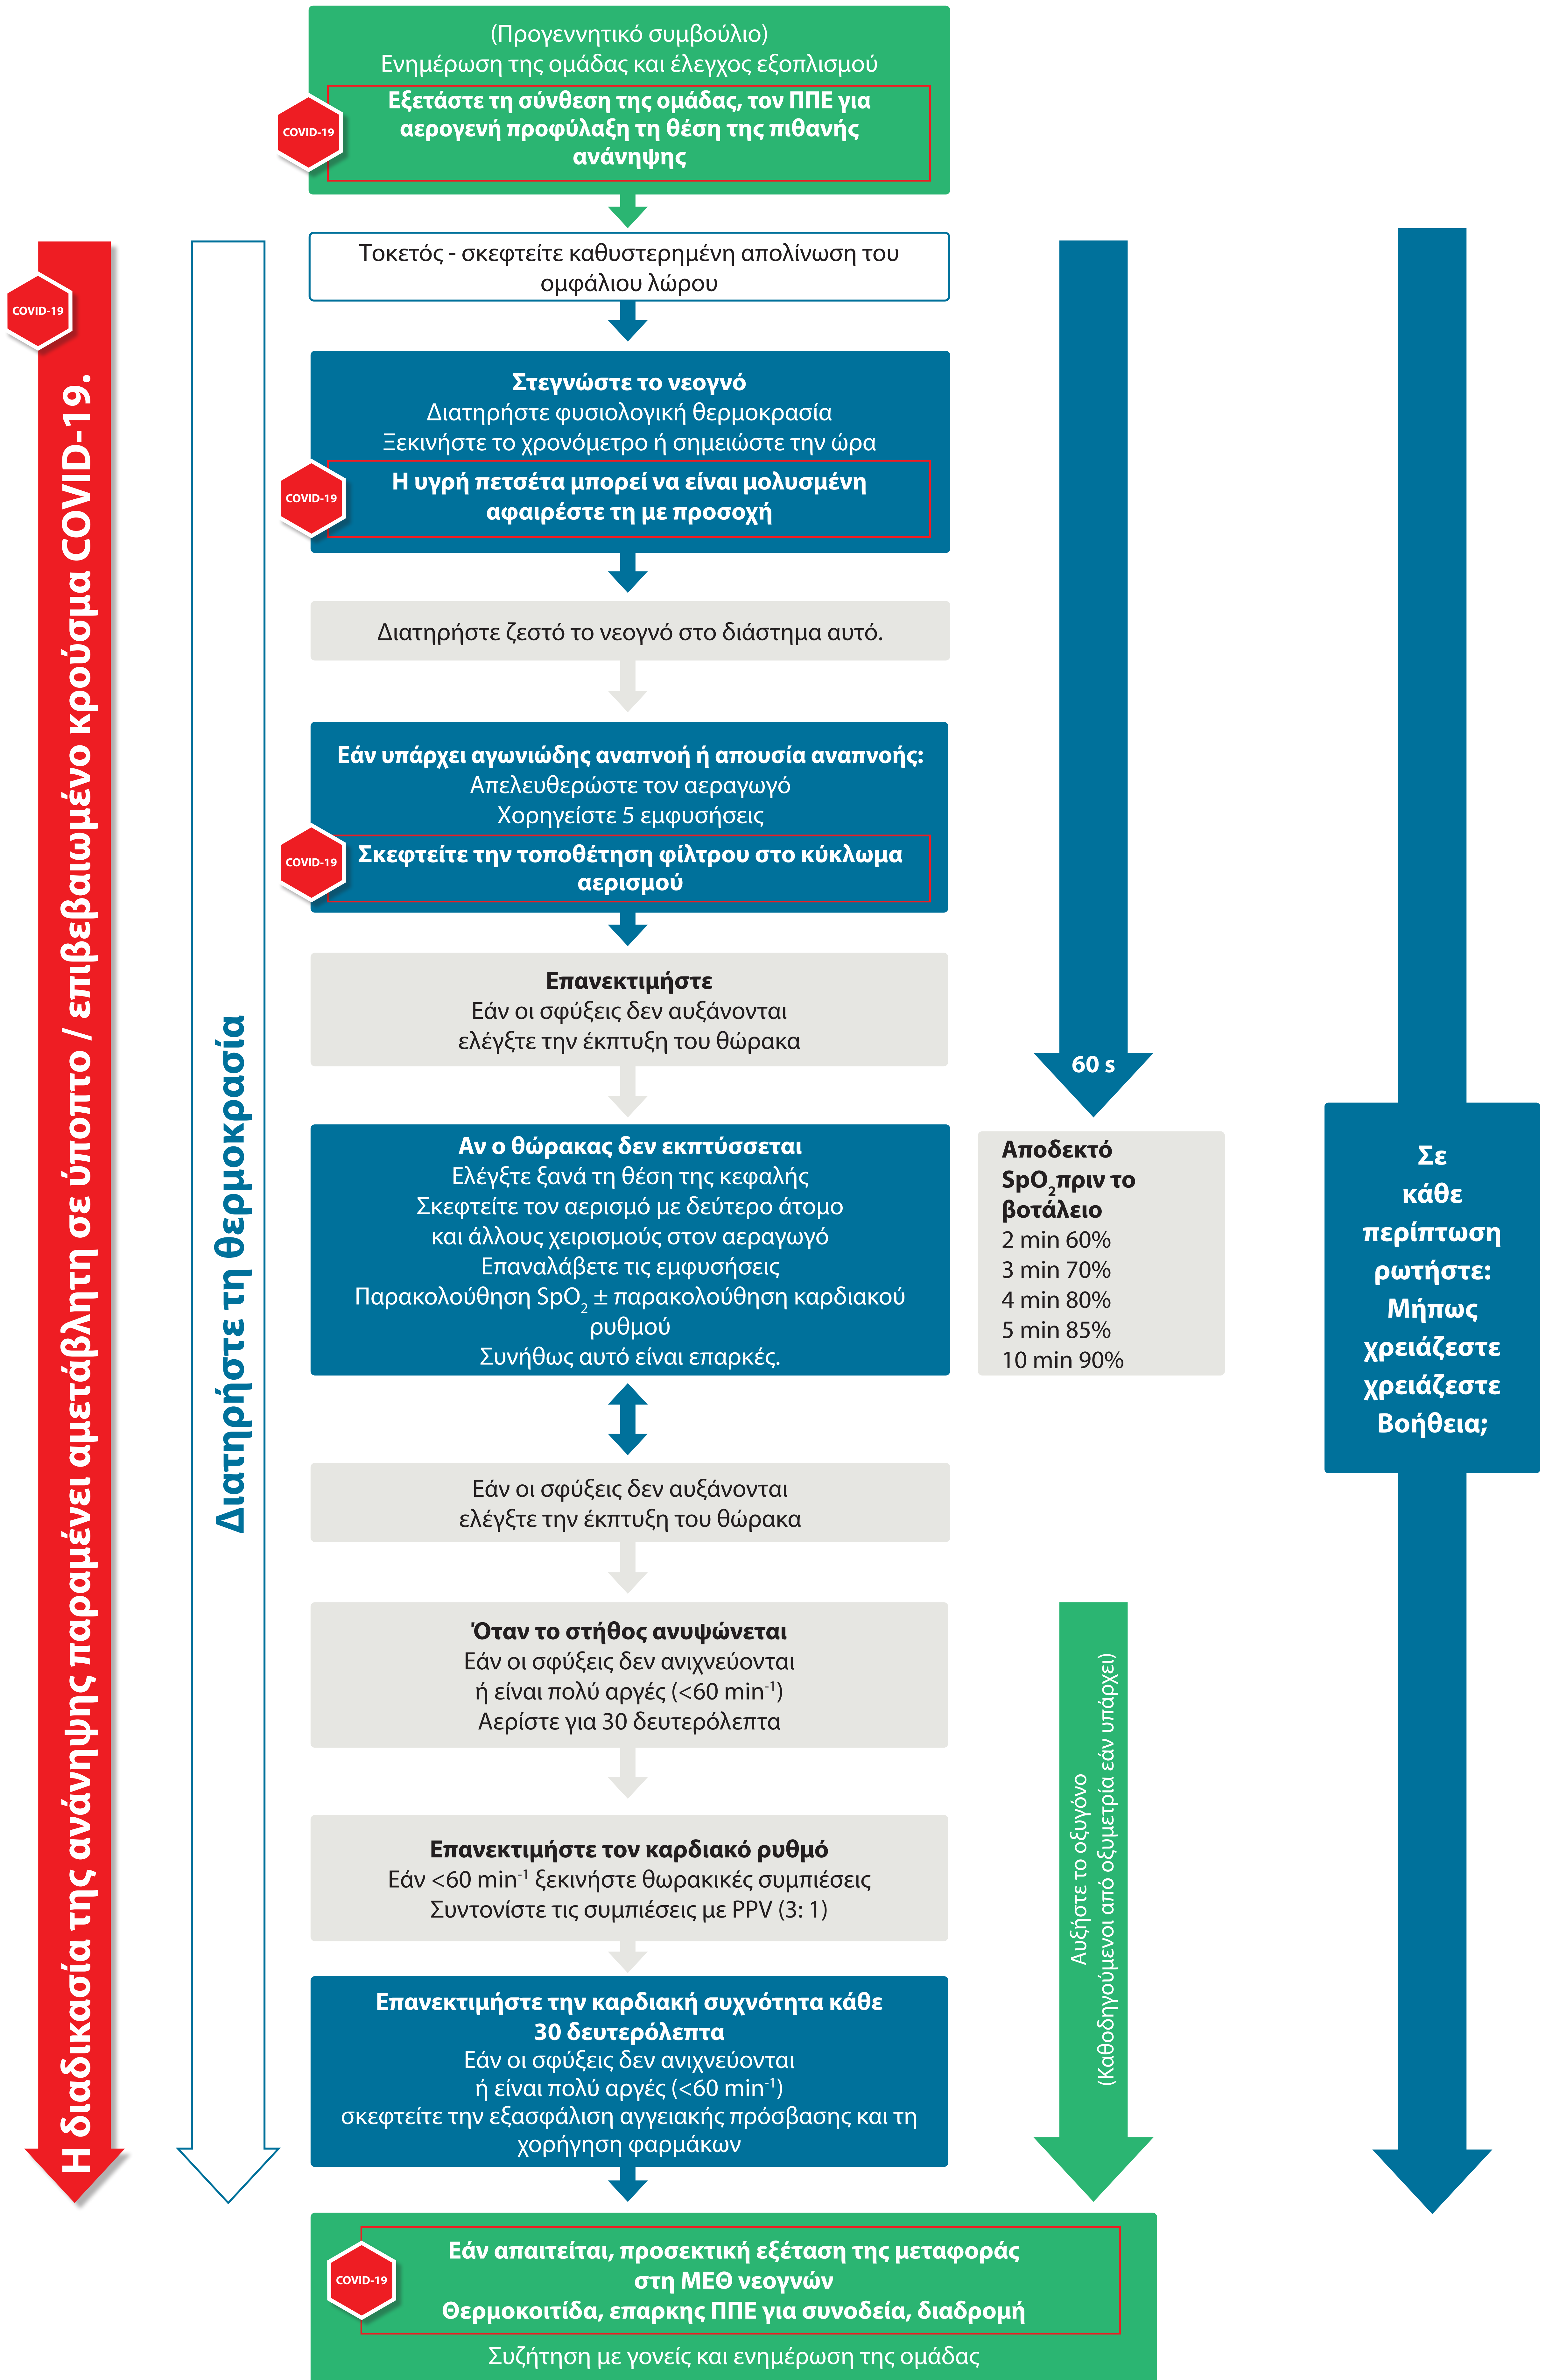 (Προγεννητικό συμβούλιο)
Ενημέρωση της ομάδας και έλεγχος εξοπλισμού
COVID-19
Εξετάστε τη σύνθεση της ομάδας, τον ΠΠΕ για
αερογενή προφύλαξη τη θέση της πιθανής
ανάνηψης
COVID-19
Η διαδικασία της ανάνηψης παραμένει αμετάβλητη σε ύποπτο / επιβεβαιωμένο κρούσμα COVID-19.
Διατηρήστε τη θερμοκρασία
Τοκετός - σκεφτείτε καθυστερημένη απολίνωση του
ομφάλιου λώρου
Στεγνώστε το νεογνό
Διατηρήστε φυσιολογική θερμοκρασία
Ξεκινήστε το χρονόμετρο ή σημειώστε την ώρα
COVID-19
Η υγρή πετσέτα μπορεί να είναι μολυσμένη
αφαιρέστε τη με προσοχή
Διατηρήστε ζεστό το νεογνό στο διάστημα αυτό.
Εάν υπάρχει αγωνιώδης αναπνοή ή απουσία αναπνοής:
Απελευθερώστε τον αεραγωγό
Χορηγείστε 5 εμφυσήσεις
COVID-19
Σκεφτείτε την τοποθέτηση φίλτρου στο κύκλωμα
αερισμού
Επανεκτιμήστε
Εάν οι σφύξεις δεν αυξάνονται
ελέγξτε την έκπτυξη του θώρακα
60 s
Αν ο θώρακας δεν εκπτύσσεται
Ελέγξτε ξανά τη θέση της κεφαλής
Σκεφτείτε τον αερισμό με δεύτερο άτομο
και άλλους χειρισμούς στον αεραγωγό
Επαναλάβετε τις εμφυσήσεις
Παρακολούθηση SpO₂ ± παρακολούθηση καρδιακού
ρυθμού
Συνήθως αυτό είναι επαρκές.
Αποδεκτό
SpO₂πριν το
βοτάλειο
2 min 60%
3 min 70%
4 min 80%
5 min 85%
10 min 90%
Σε
κάθε
περίπτωση
ρωτήστε:
Μήπως
χρειάζεστε
χρειάζεστε
Βοήθεια;
Εάν οι σφύξεις δεν αυξάνονται
ελέγξτε την έκπτυξη του θώρακα
Όταν το στήθος ανυψώνεται
Εάν οι σφύξεις δεν ανιχνεύονται
ή είναι πολύ αργές (<60 min⁻¹)
Αερίστε για 30 δευτερόλεπτα
Επανεκτιμήστε τον καρδιακό ρυθμό
Εάν <60 min⁻¹ ξεκινήστε θωρακικές συμπιέσεις
Συντονίστε τις συμπιέσεις με PPV (3: 1)
Αυξήστε το οξυγόνο
(Καθοδηγούμενοι από οξυμετρία εάν υπάρχει)
Επανεκτιμήστε την καρδιακή συχνότητα κάθε
30 δευτερόλεπτα
Εάν οι σφύξεις δεν ανιχνεύονται
ή είναι πολύ αργές (<60 min⁻¹)
σκεφτείτε την εξασφάλιση αγγειακής πρόσβασης και τη
χορήγηση φαρμάκων
COVID-19
Εάν απαιτείται, προσεκτική εξέταση της μεταφοράς
στη ΜΕΘ νεογνών
Θερμοκοιτίδα, επαρκης ΠΠΕ για συνοδεία, διαδρομή
Συζήτηση με γονείς και ενημέρωση της ομάδας